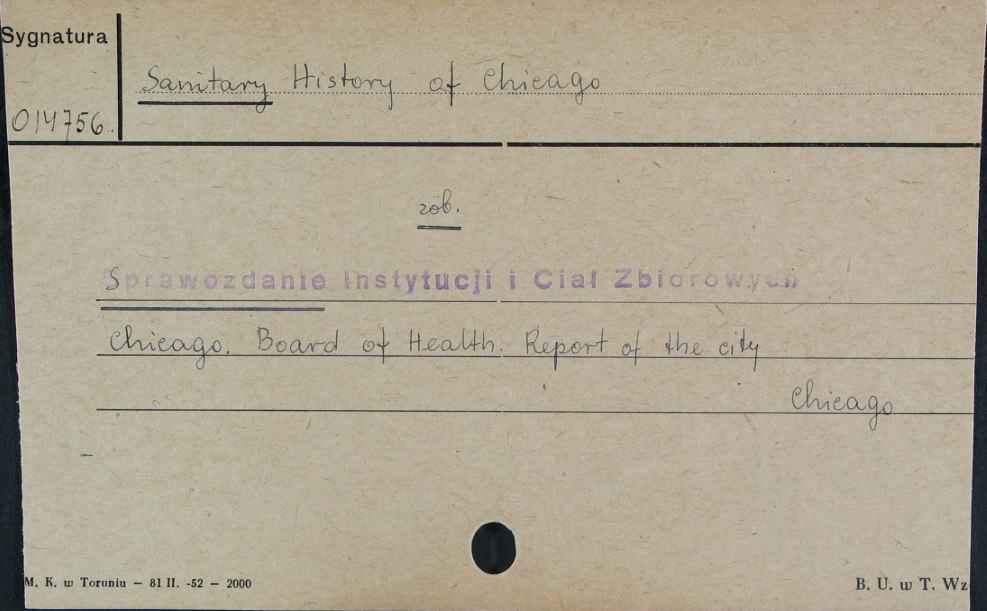 Sygnatura
Sanitary History of Chicago
014756.
zob.
Sprawozdanie Instytucji i Ciał Zbiorowych
Chicago. Board of Health. Report of the city
Chicago
M. K. w Toruniu – 81 II. -52 – 2000
B. U. w T. Wz